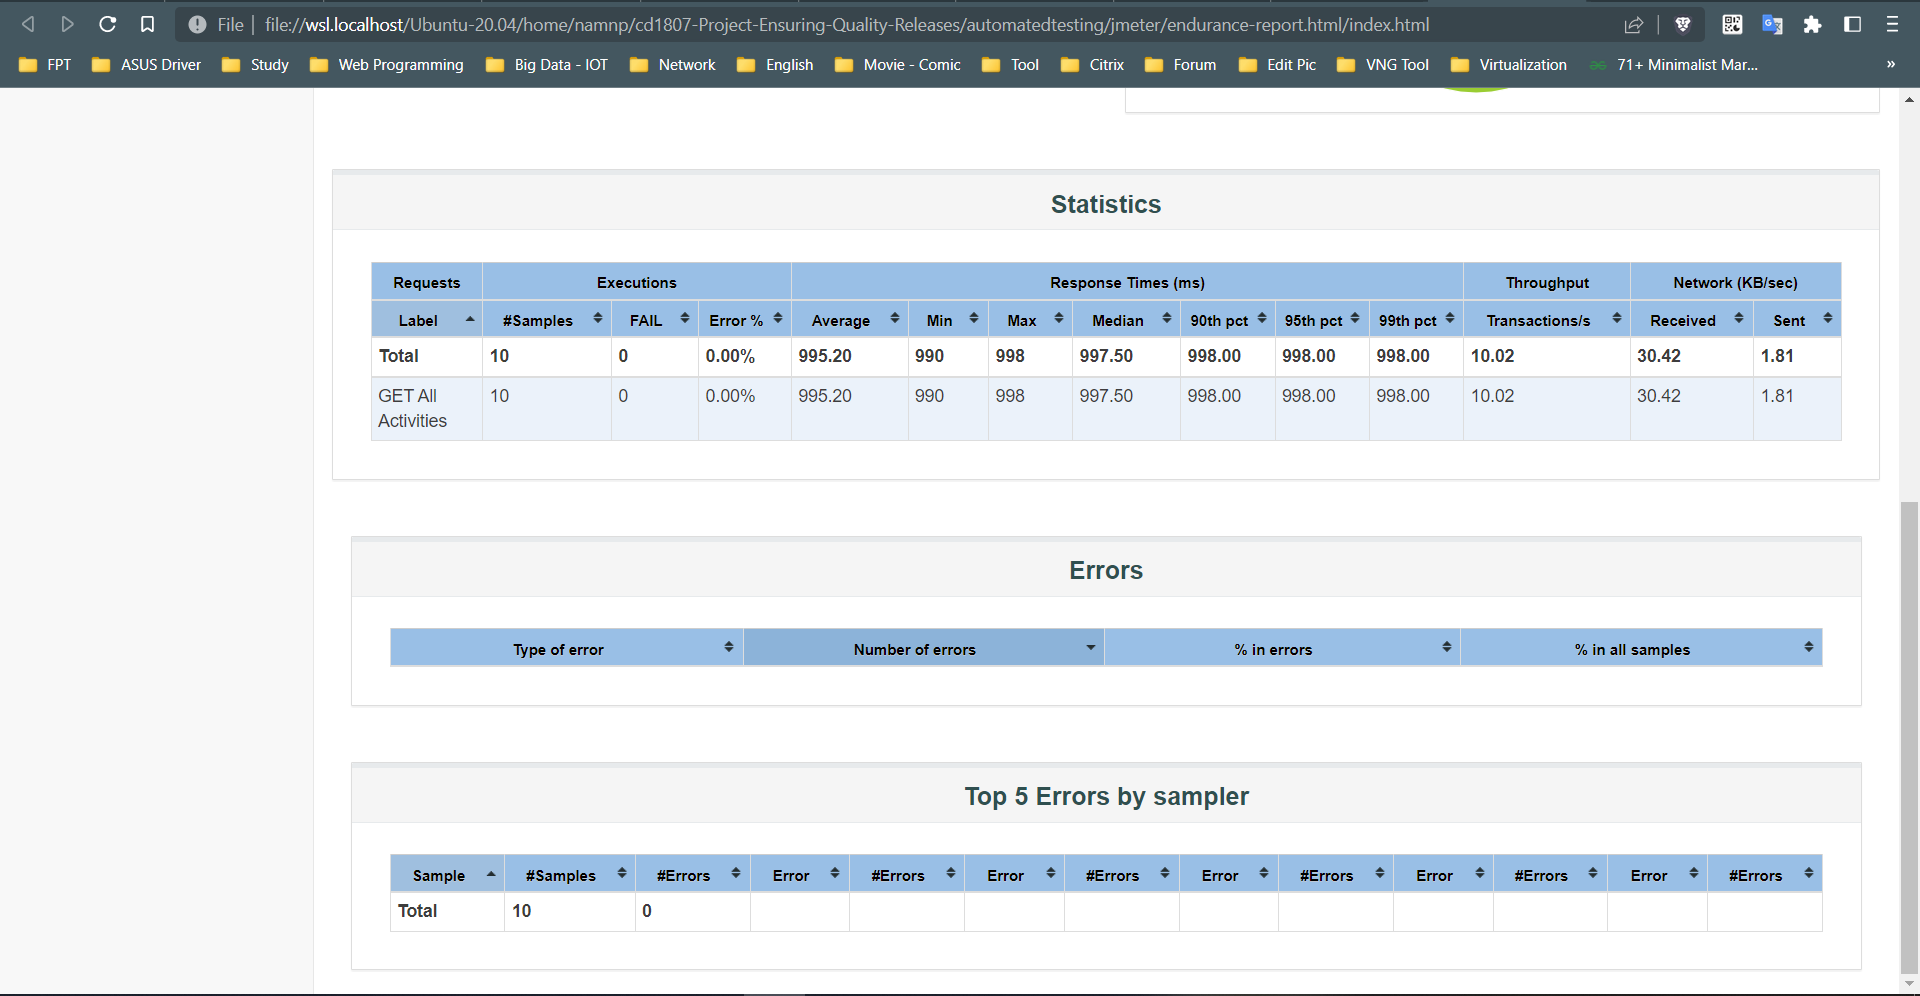 File | file://wsl.localhost/Ubuntu-20.04/home/namnp/cd1807-Project-Ensuring-Quality-Releases/automatedtesting/jmeter/endurance-report.html/index.html
FPT ASUS Driver Study Web Programming Big Data - IOT Network English Movie - Comic Tool Citrix Forum Edit Pic VNG Tool Virtualization 71+ Minimalist Mar... »
Statistics
Requests Executions Response Times (ms) Throughput Network (KB/sec)
Label #Samples FAIL Error % Average Min Max Median 90th pct 95th pct 99th pct Transactions/s Received Sent
Total 10 0 0.00% 995.20 990 998 997.50 998.00 998.00 998.00 10.02 30.42 1.81
GET All Activities 10 0 0.00% 995.20 990 998 997.50 998.00 998.00 998.00 10.02 30.42 1.81
Errors
Type of error Number of errors % in errors % in all samples
Top 5 Errors by sampler
Sample #Samples #Errors Error #Errors Error #Errors Error #Errors Error #Errors Error #Errors
Total 10 0